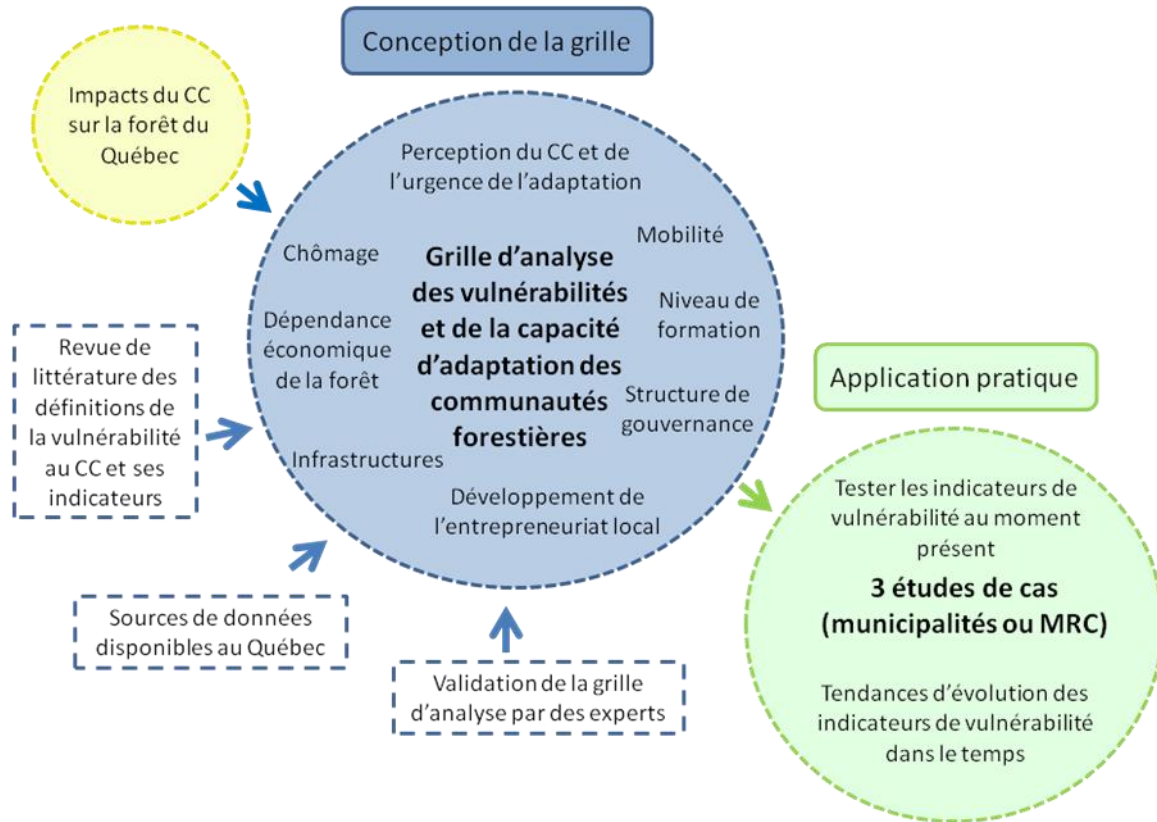 Conception de la grille
Impacts du CC
sur la forêt du
Québec
Perception du CC et de
l'urgence de l'adaptation
Chômage
Mobilité
Grille d'analyse
des vulnérabilités
et de la capacité
d'adaptation des
communautés
forestières
Dépendance
économique
de la forêt
Niveau de
formation
Structure de
gouvernance
Infrastructures
Développement de
l'entrepreneuriat local
Revue de
littérature des
définitions de
la vulnérabilité
au CC et ses
indicateurs
Sources de données
disponibles au Québec
Validation de la grille
d'analyse par des experts
Application pratique
Tester les indicateurs de
vulnérabilité au moment
présent
3 études de cas
(municipalités ou MRC)
Tendances d'évolution des
indicateurs de vulnérabilité
dans le temps